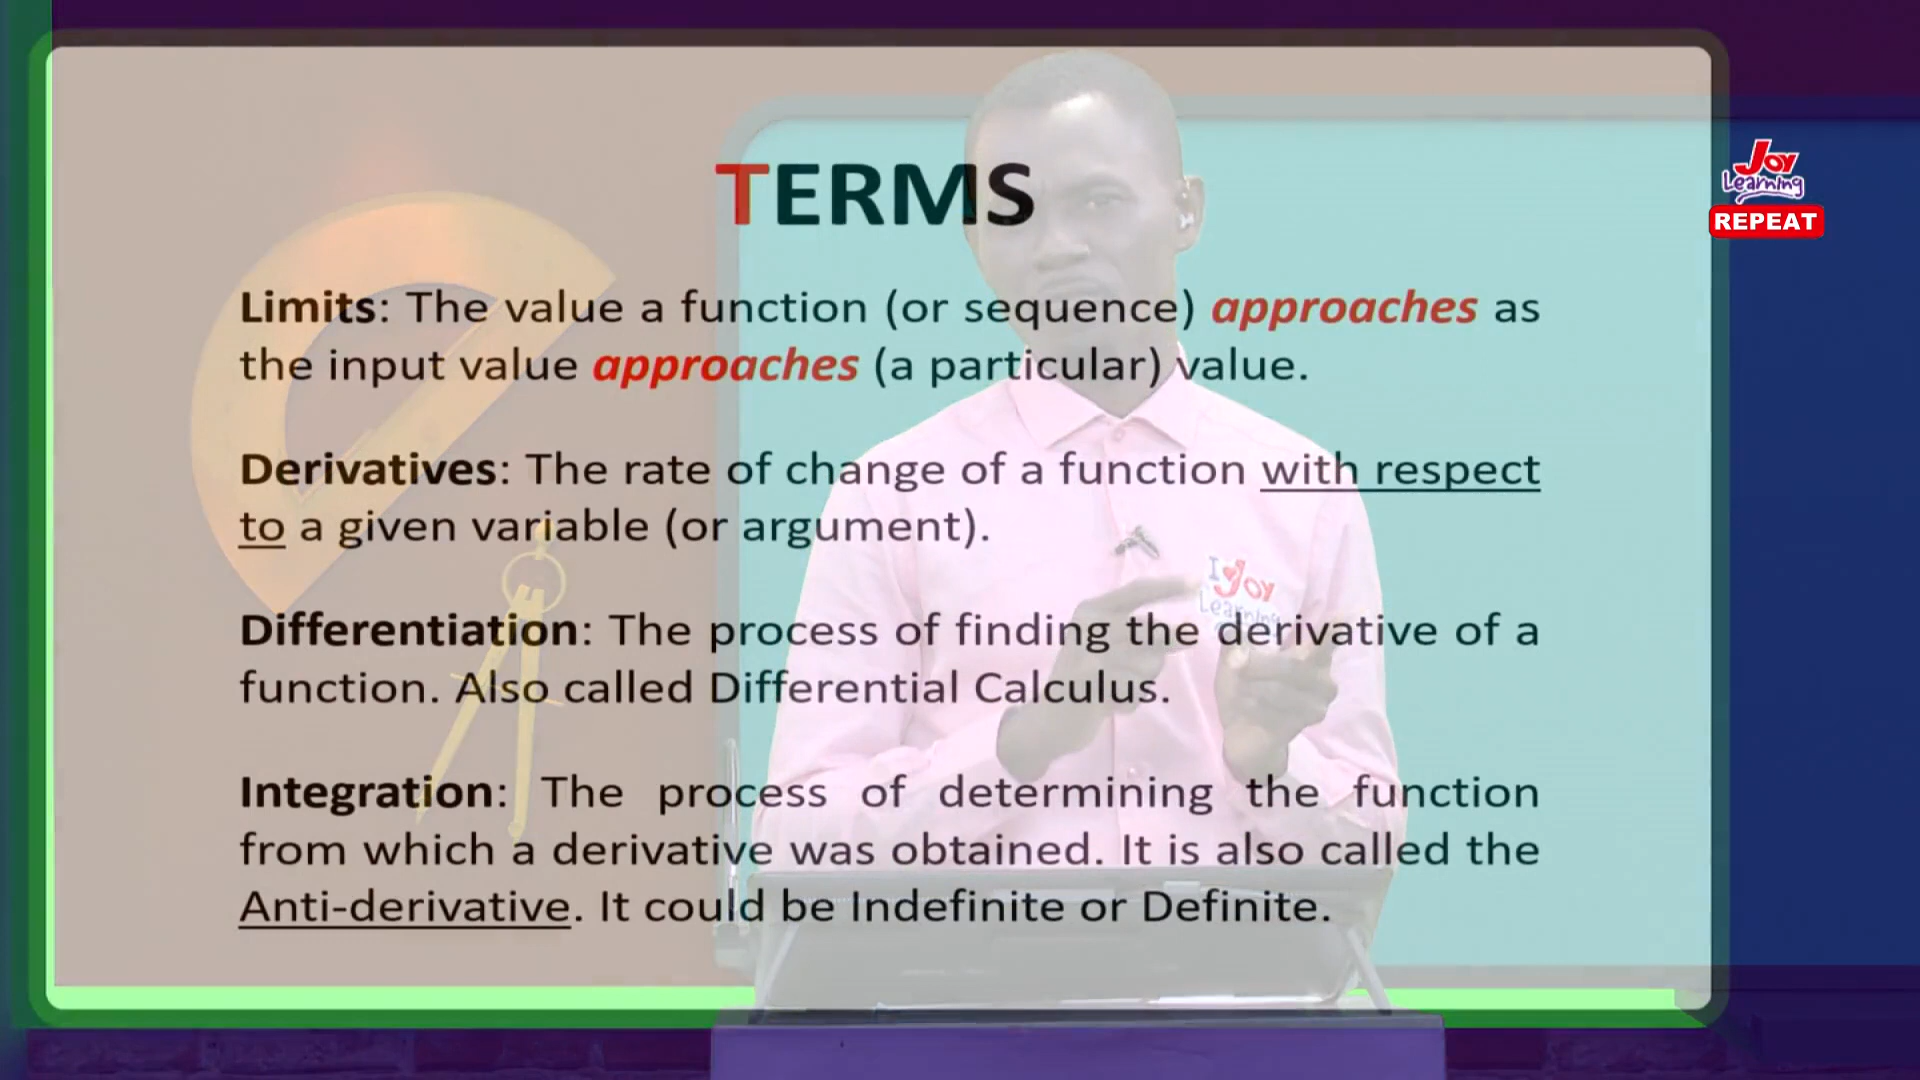 TERMS
Joy
Learning
REPEAT
Limits: The value a function (or sequence) approaches as
the input value approaches (a particular) value.
Derivatives: The rate of change of a function with respect
to a given variable (or argument).
I Joy
Learning
Differentiation: The process of finding the derivative of a
function. Also called Differential Calculus.
Integration: The process of determining the function
from which a derivative was obtained. It is also called the
Anti-derivative. It could be Indefinite or Definite.